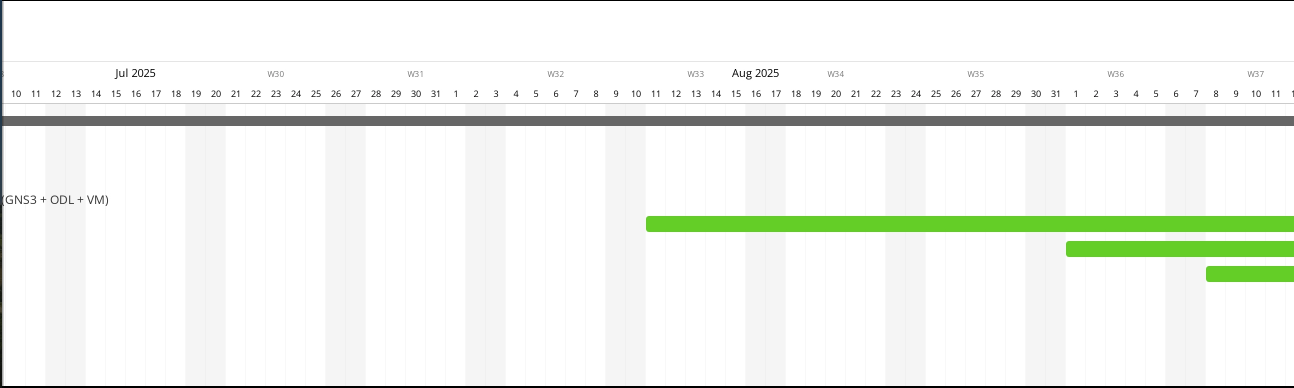 Jul 2025 W30 W31 W32 W33 Aug 2025 W34 W35 W36 W37
10 11 12 13 14 15 16 17 18 19 20 21 22 23 24 25 26 27 28 29 30 31 1 2 3 4 5 6 7 8 9 10 11 12 13 14 15 16 17 18 19 20 21 22 23 24 25 26 27 28 29 30 31 1 2 3 4 5 6 7 8 9 10 11
(GNS3 + ODL + VM)